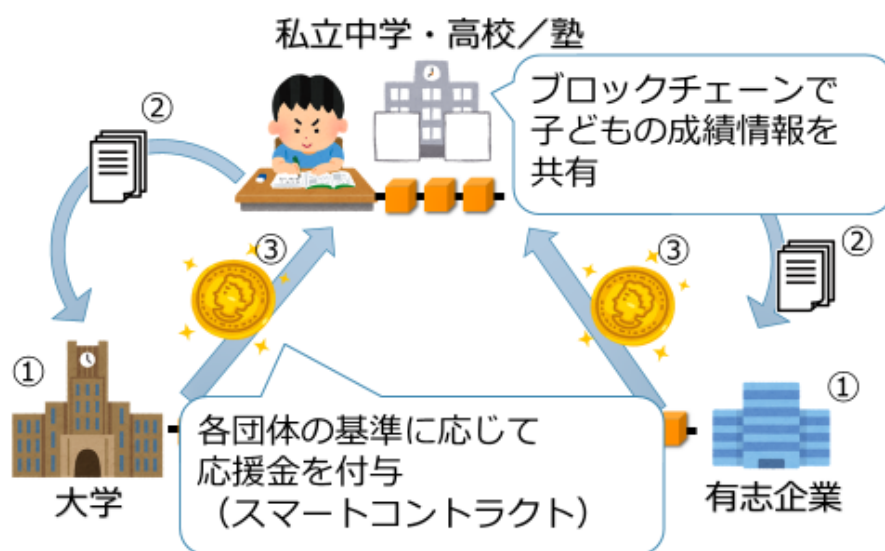 私立中学・高校／塾
ブロックチェーンで
子どもの成績情報を
共有
②
②
③
③
①
①
各団体の基準に応じて
応援金を付与
（スマートコントラクト）
大学
有志企業